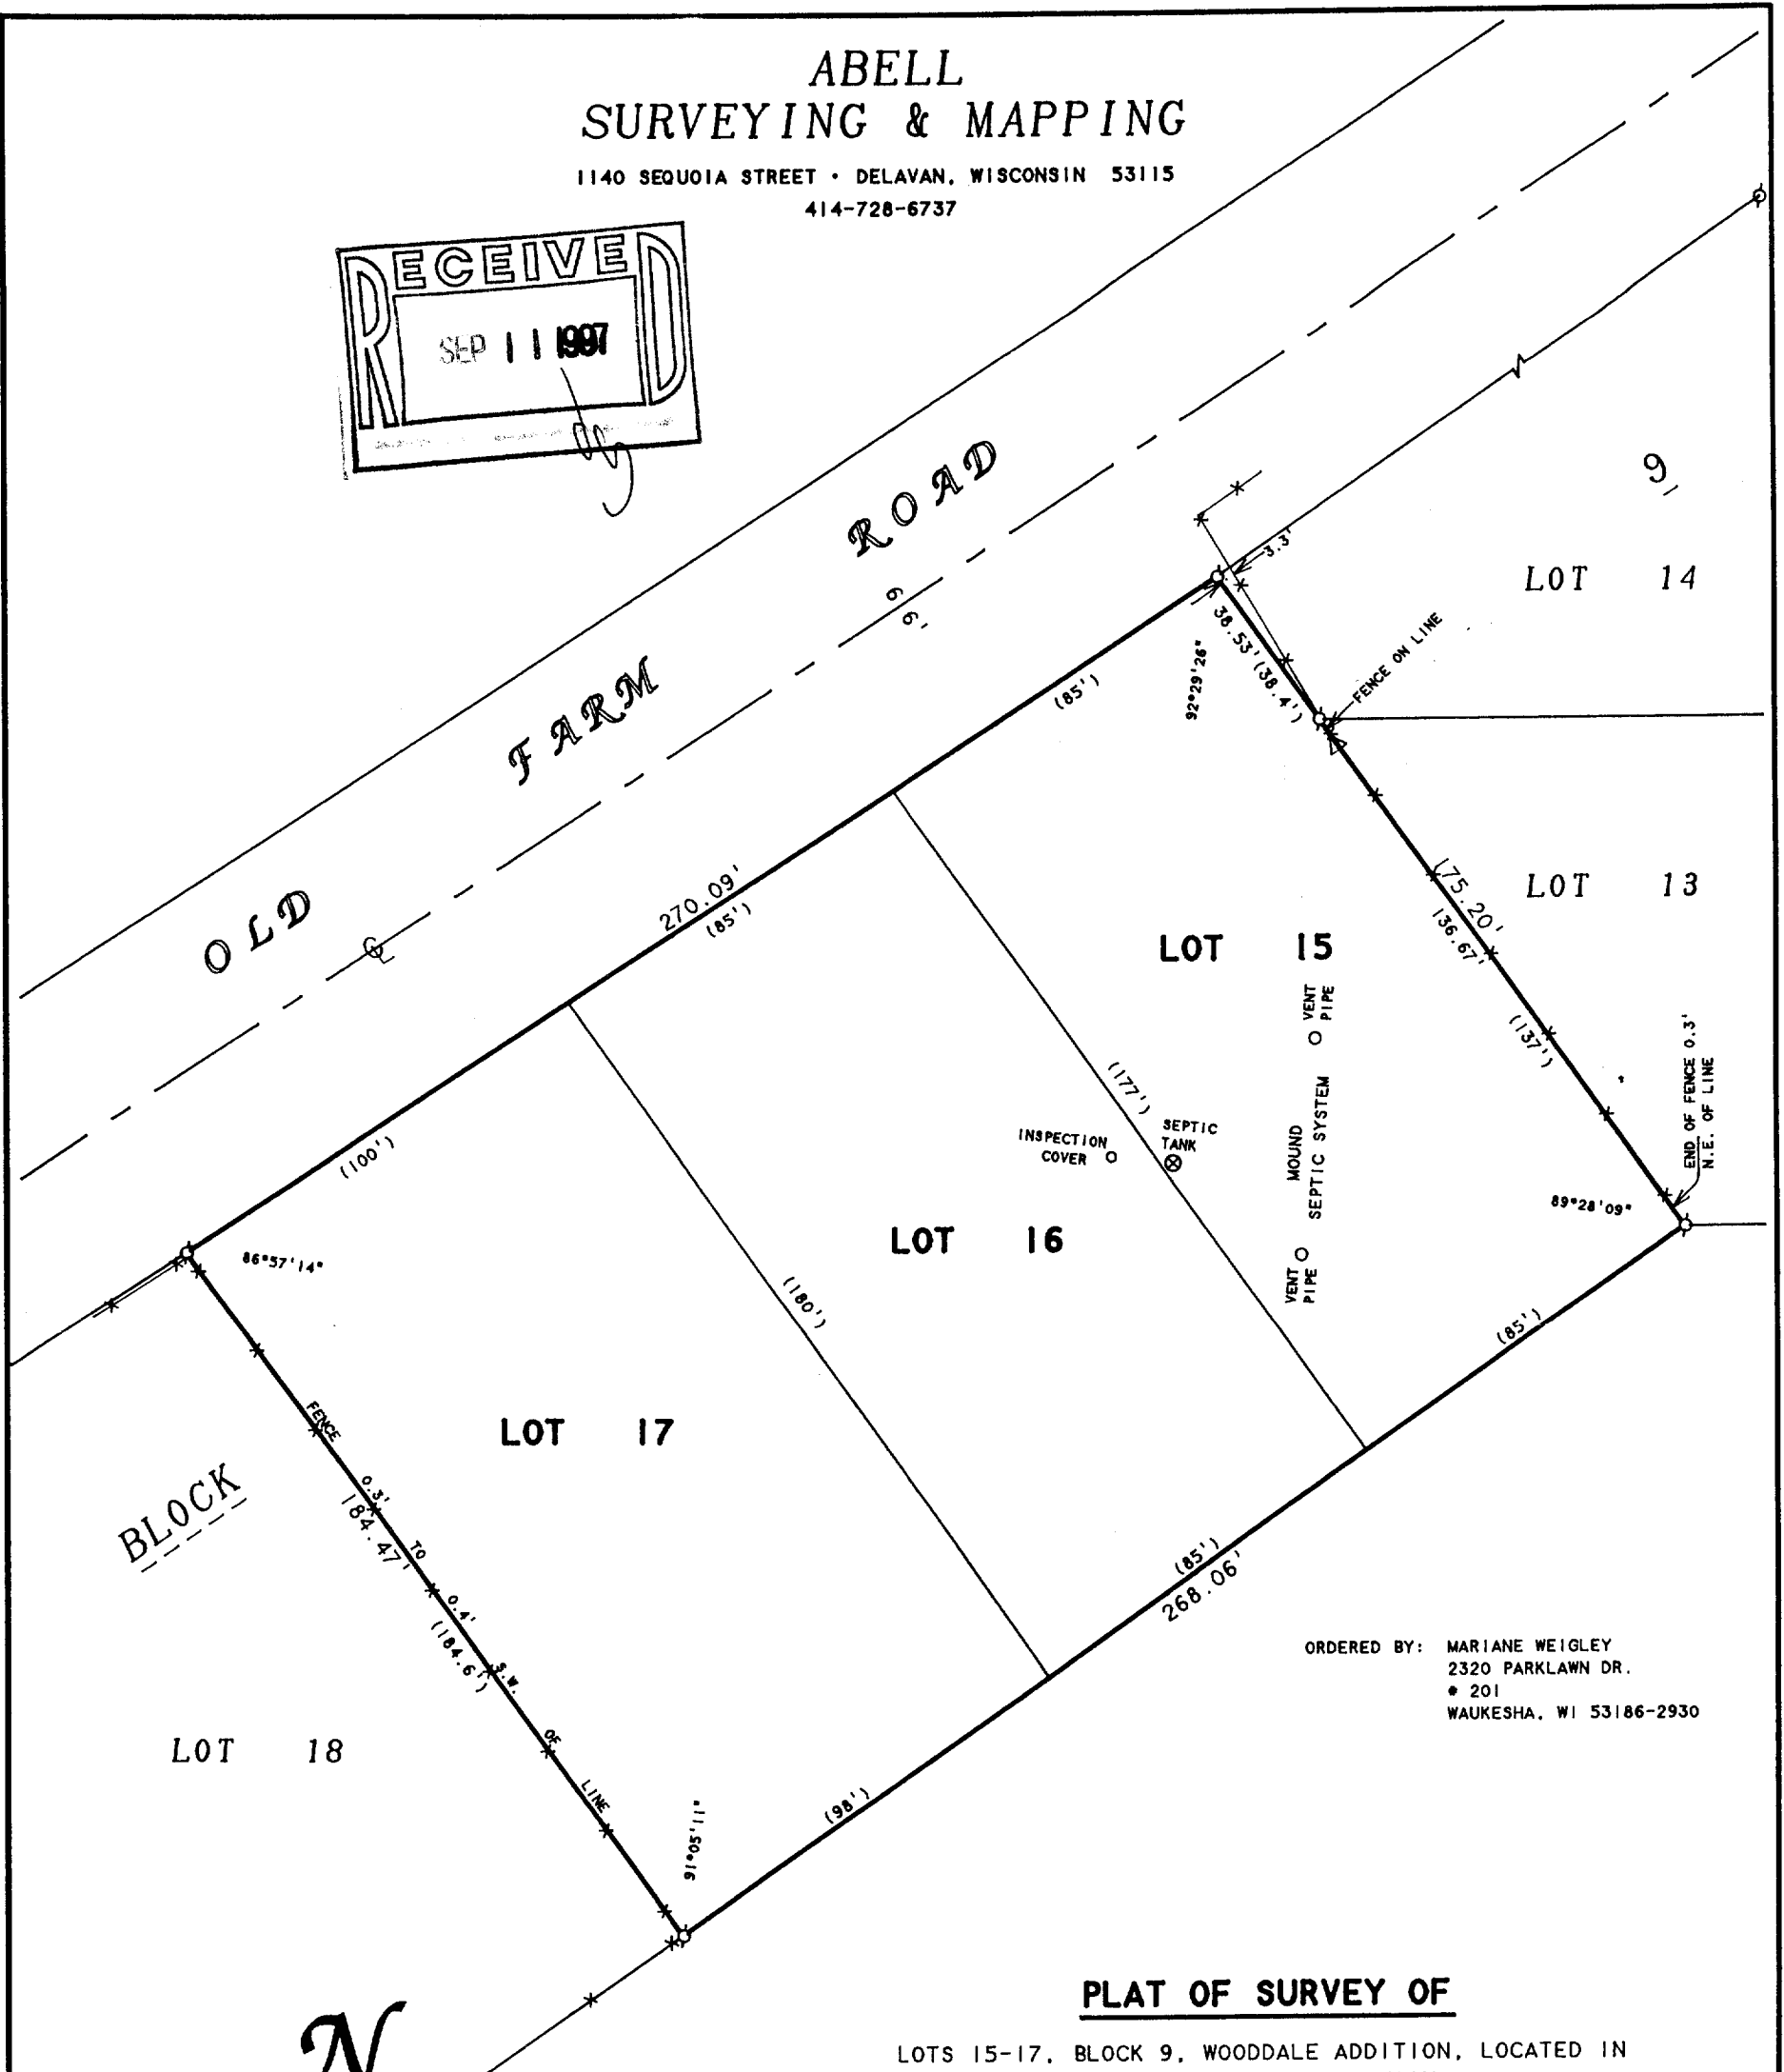 ABELL
SURVEYING & MAPPING
1140 SEQUOIA STREET • DELAVAN, WISCONSIN 53115
414-728-6737
RECEIVED
SEP 11 1997
OLD FARM ROAD
66'
9
3.3'
LOT 14
38.53' (38.4')
92°29'26"
FENCE ON LINE
(85')
270.09'
(85')
(100')
LOT 13
175.20'
136.67'
(137')
LOT 15
VENT
PIPE
MOUND
SEPTIC SYSTEM
VENT
PIPE
(177')
SEPTIC
TANK
INSPECTION
COVER
END OF FENCE 0.3'
N.E. OF LINE
89°28'09"
LOT 16
86°57'14"
(180')
(85')
LOT 17
FENCE 0.3' TO 0.4' S.W. OF LINE
184.47'
(184.6')
BLOCK
(85')
268.06'
ORDERED BY: MARIANE WEIGLEY
2320 PARKLAWN DR.
# 201
WAUKESHA, WI 53186-2930
LOT 18
(98')
91°05'11"
PLAT OF SURVEY OF
N
LOTS 15-17, BLOCK 9, WOODDALE ADDITION, LOCATED IN